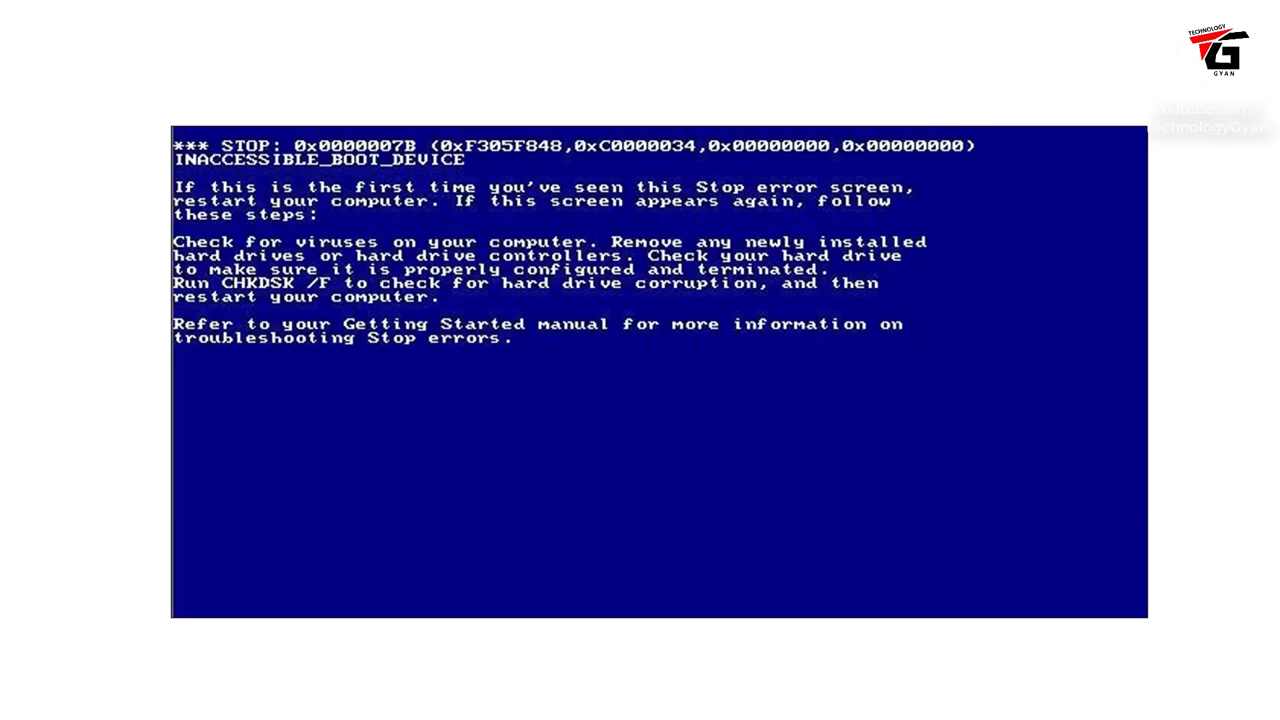 TECHNOLOGY
GYAN
Youtube.com/
TechnologyGyan
*** STOP: 0x0000007B (0xF305F848,0xC0000034,0x00000000,0x00000000)
INACCESSIBLE_BOOT_DEVICE
If this is the first time you've seen this Stop error screen,
restart your computer. If this screen appears again, follow
these steps:
Check for viruses on your computer. Remove any newly installed
hard drives or hard drive controllers. Check your hard drive
to make sure it is properly configured and terminated.
Run CHKDSK /F to check for hard drive corruption, and then
restart your computer.
Refer to your Getting Started manual for more information on
troubleshooting Stop errors.